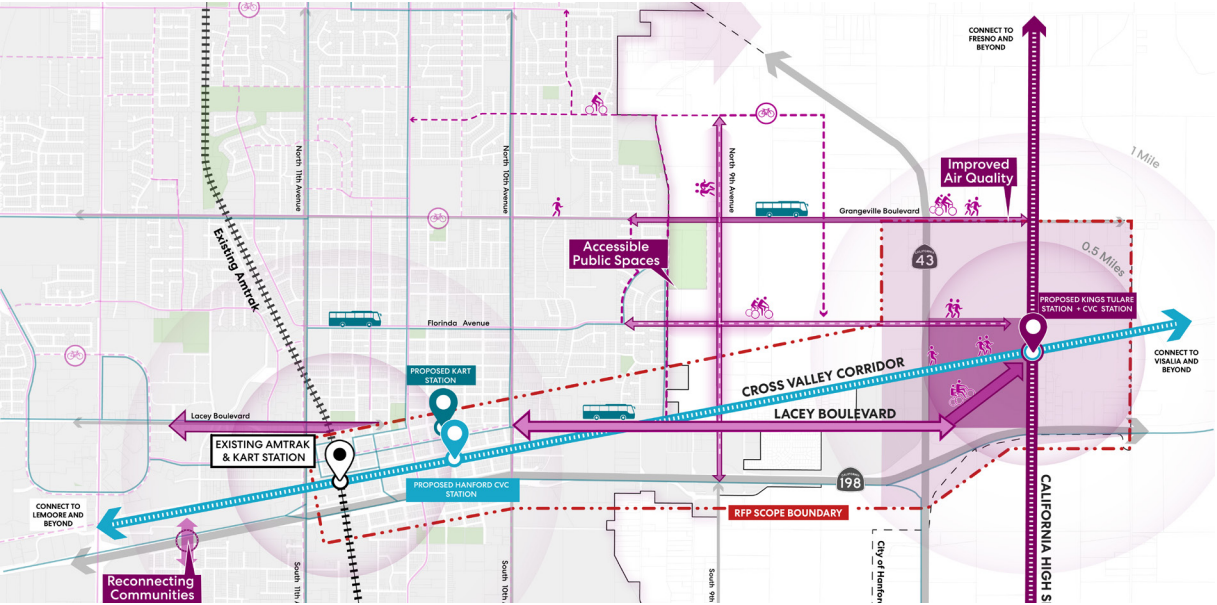 CONNECT TO
FRESNO AND
BEYOND
1 Mile
Improved
Air Quality
North 11th Avenue
North 10th Avenue
North 9th Avenue
Grangeville Boulevard
Existing Amtrak
Accessible
Public Spaces
CALIFORNIA
43
0.5 Miles
PROPOSED KINGS TULARE
STATION + CVC STATION
Florinda Avenue
CONNECT TO
VISALIA AND
BEYOND
PROPOSED KART
STATION
CROSS VALLEY CORRIDOR
LACEY BOULEVARD
Lacey Boulevard
EXISTING AMTRAK
& KART STATION
PROPOSED HANFORD CVC
STATION
CALIFORNIA
198
CONNECT TO
LEMOORE AND
BEYOND
RFP SCOPE BOUNDARY
CALIFORNIA HIGH S
City of Hanfor
Reconnecting
Communities
South 11th
South 10th
South 9th